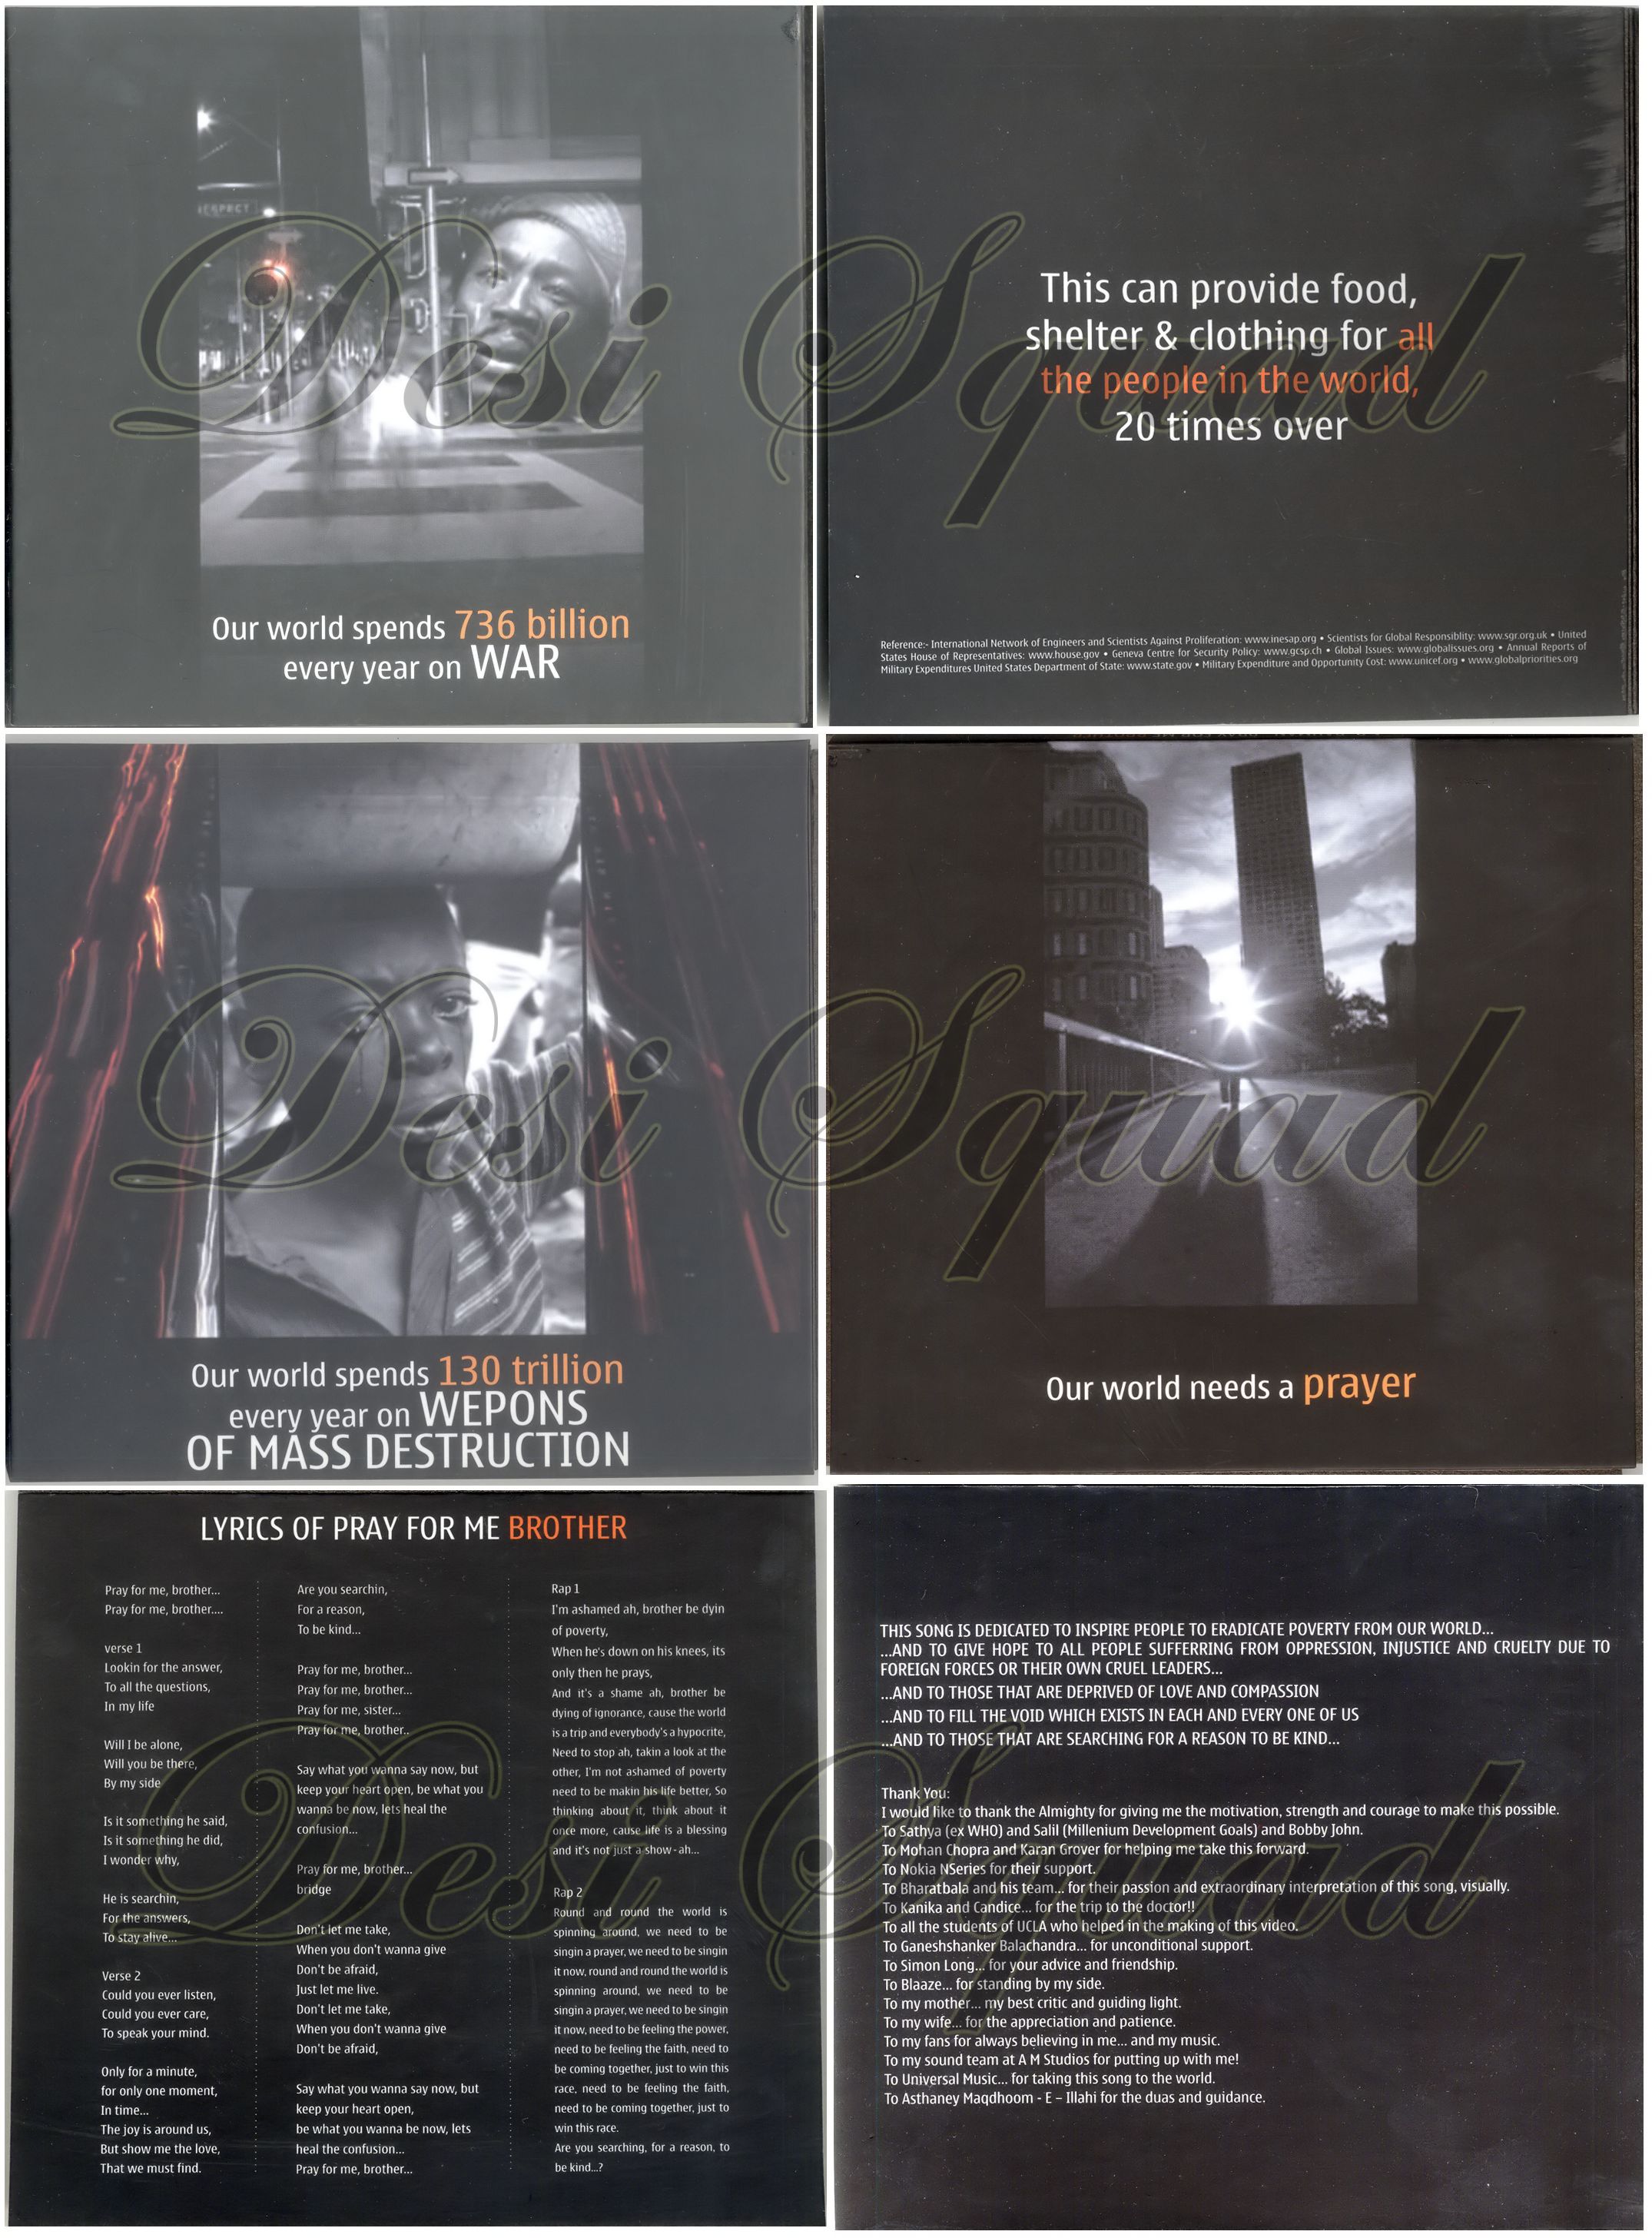 ESPECT
Our world spends 736 billion
every year on WAR
This can provide food,
shelter & clothing for all
the people in the world,
20 times over
Reference:- International Network of Engineers and Scientists Against Proliferation: www.inesap.org • Scientists for Global Responsiblity: www.sgr.org.uk • United
States House of Representatives: www.house.gov • Geneva Centre for Security Policy: www.gcsp.ch • Global Issues: www.globalissues.org • Annual Reports of
Military Expenditures United States Department of State: www.state.gov • Military Expenditure and Opportunity Cost: www.unicef.org • www.globalpriorities.org
Desi Squad
Our world spends 130 trillion
every year on WEPONS
OF MASS DESTRUCTION
Our world needs a prayer
Desi Squad
LYRICS OF PRAY FOR ME BROTHER
Pray for me, brother...
Pray for me, brother....
verse 1
Lookin for the answer,
To all the questions,
In my life
Will I be alone,
Will you be there,
By my side
Is it something he said,
Is it something he did,
I wonder why,
He is searchin,
For the answers,
To stay alive...
Verse 2
Could you ever listen,
Could you ever care,
To speak your mind.
Only for a minute,
for only one moment,
In time...
The joy is around us,
But show me the love,
That we must find.
Are you searchin,
For a reason,
To be kind...
Pray for me, brother...
Pray for me, brother...
Pray for me, sister...
Pray for me, brother..
Say what you wanna say now, but
keep your heart open, be what you
wanna be now, lets heal the
confusion...
Pray for me, brother...
bridge
Don't let me take,
When you don't wanna give
Don't be afraid,
Just let me live.
Don't let me take,
When you don't wanna give
Don't be afraid,
Say what you wanna say now, but
keep your heart open,
be what you wanna be now, lets
heal the confusion...
Pray for me, brother...
Rap 1
I'm ashamed ah, brother be dyin
of poverty,
When he's down on his knees, its
only then he prays,
And it's a shame ah, brother be
dying of ignorance, cause the world
is a trip and everybody's a hypocrite,
Need to stop ah, takin a look at the
other, I'm not ashamed of poverty
need to be makin his life better, So
thinking about it, think about it
once more, cause life is a blessing
and it's not just a show-ah...
Rap 2
Round and round the world is
spinning around, we need to be
singin a prayer, we need to be singin
it now, round and round the world is
spinning around, we need to be
singin a prayer, we need to be singin
it now, need to be feeling the power,
need to be feeling the faith, need to
be coming together, just to win this
race, need to be feeling the faith,
need to be coming together, just to
win this race.
Are you searching, for a reason, to
be kind...?
THIS SONG IS DEDICATED TO INSPIRE PEOPLE TO ERADICATE POVERTY FROM OUR WORLD...
...AND TO GIVE HOPE TO ALL PEOPLE SUFFERRING FROM OPPRESSION, INJUSTICE AND CRUELTY DUE TO
FOREIGN FORCES OR THEIR OWN CRUEL LEADERS...
...AND TO THOSE THAT ARE DEPRIVED OF LOVE AND COMPASSION
...AND TO FILL THE VOID WHICH EXISTS IN EACH AND EVERY ONE OF US
...AND TO THOSE THAT ARE SEARCHING FOR A REASON TO BE KIND...
Thank You:
I would like to thank the Almighty for giving me the motivation, strength and courage to make this possible.
To Sathya (ex WHO) and Salil (Millenium Development Goals) and Bobby John.
To Mohan Chopra and Karan Grover for helping me take this forward.
To Nokia NSeries for their support.
To Bharatbala and his team... for their passion and extraordinary interpretation of this song, visually.
To Kanika and Candice... for the trip to the doctor!!
To all the students of UCLA who helped in the making of this video.
To Ganeshshanker Balachandra... for unconditional support.
To Simon Long... for your advice and friendship.
To Blaaze... for standing by my side.
To my mother... my best critic and guiding light.
To my wife... for the appreciation and patience.
To my fans for always believing in me... and my music.
To my sound team at A M Studios for putting up with me!
To Universal Music... for taking this song to the world.
To Asthaney Maqdhoom - E – Illahi for the duas and guidance.
Desi Squad